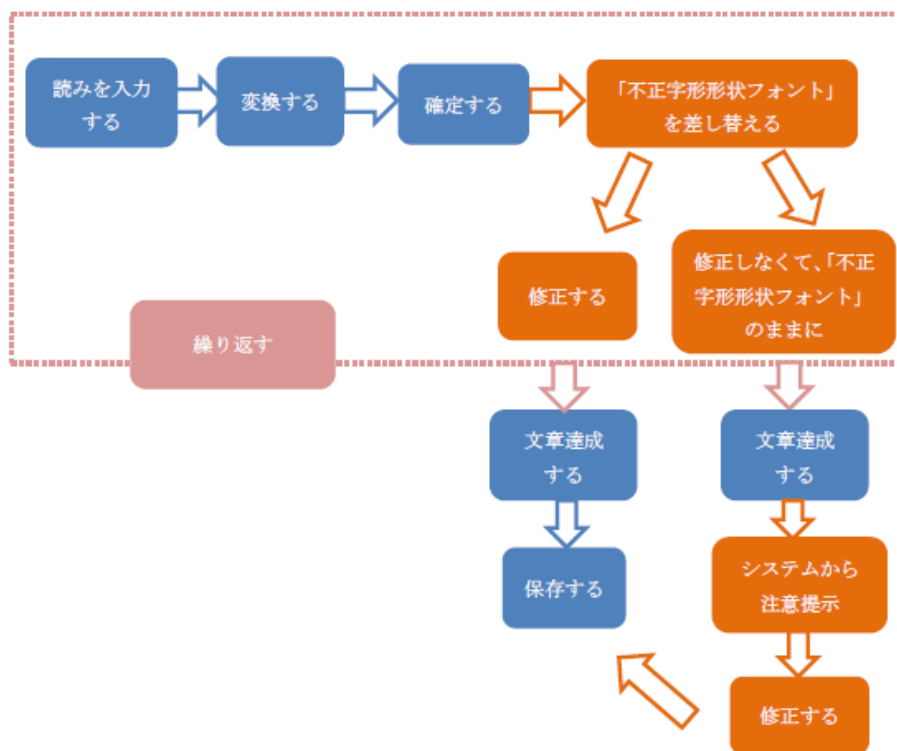 読みを入力
する
変換する
確定する
「不正字形形状フォント」
を差し替える
修正する
修正しなくて、「不正
字形形状フォント」
のままに
繰り返す
文章達成
する
文章達成
する
保存する
システムから
注意提示
修正する